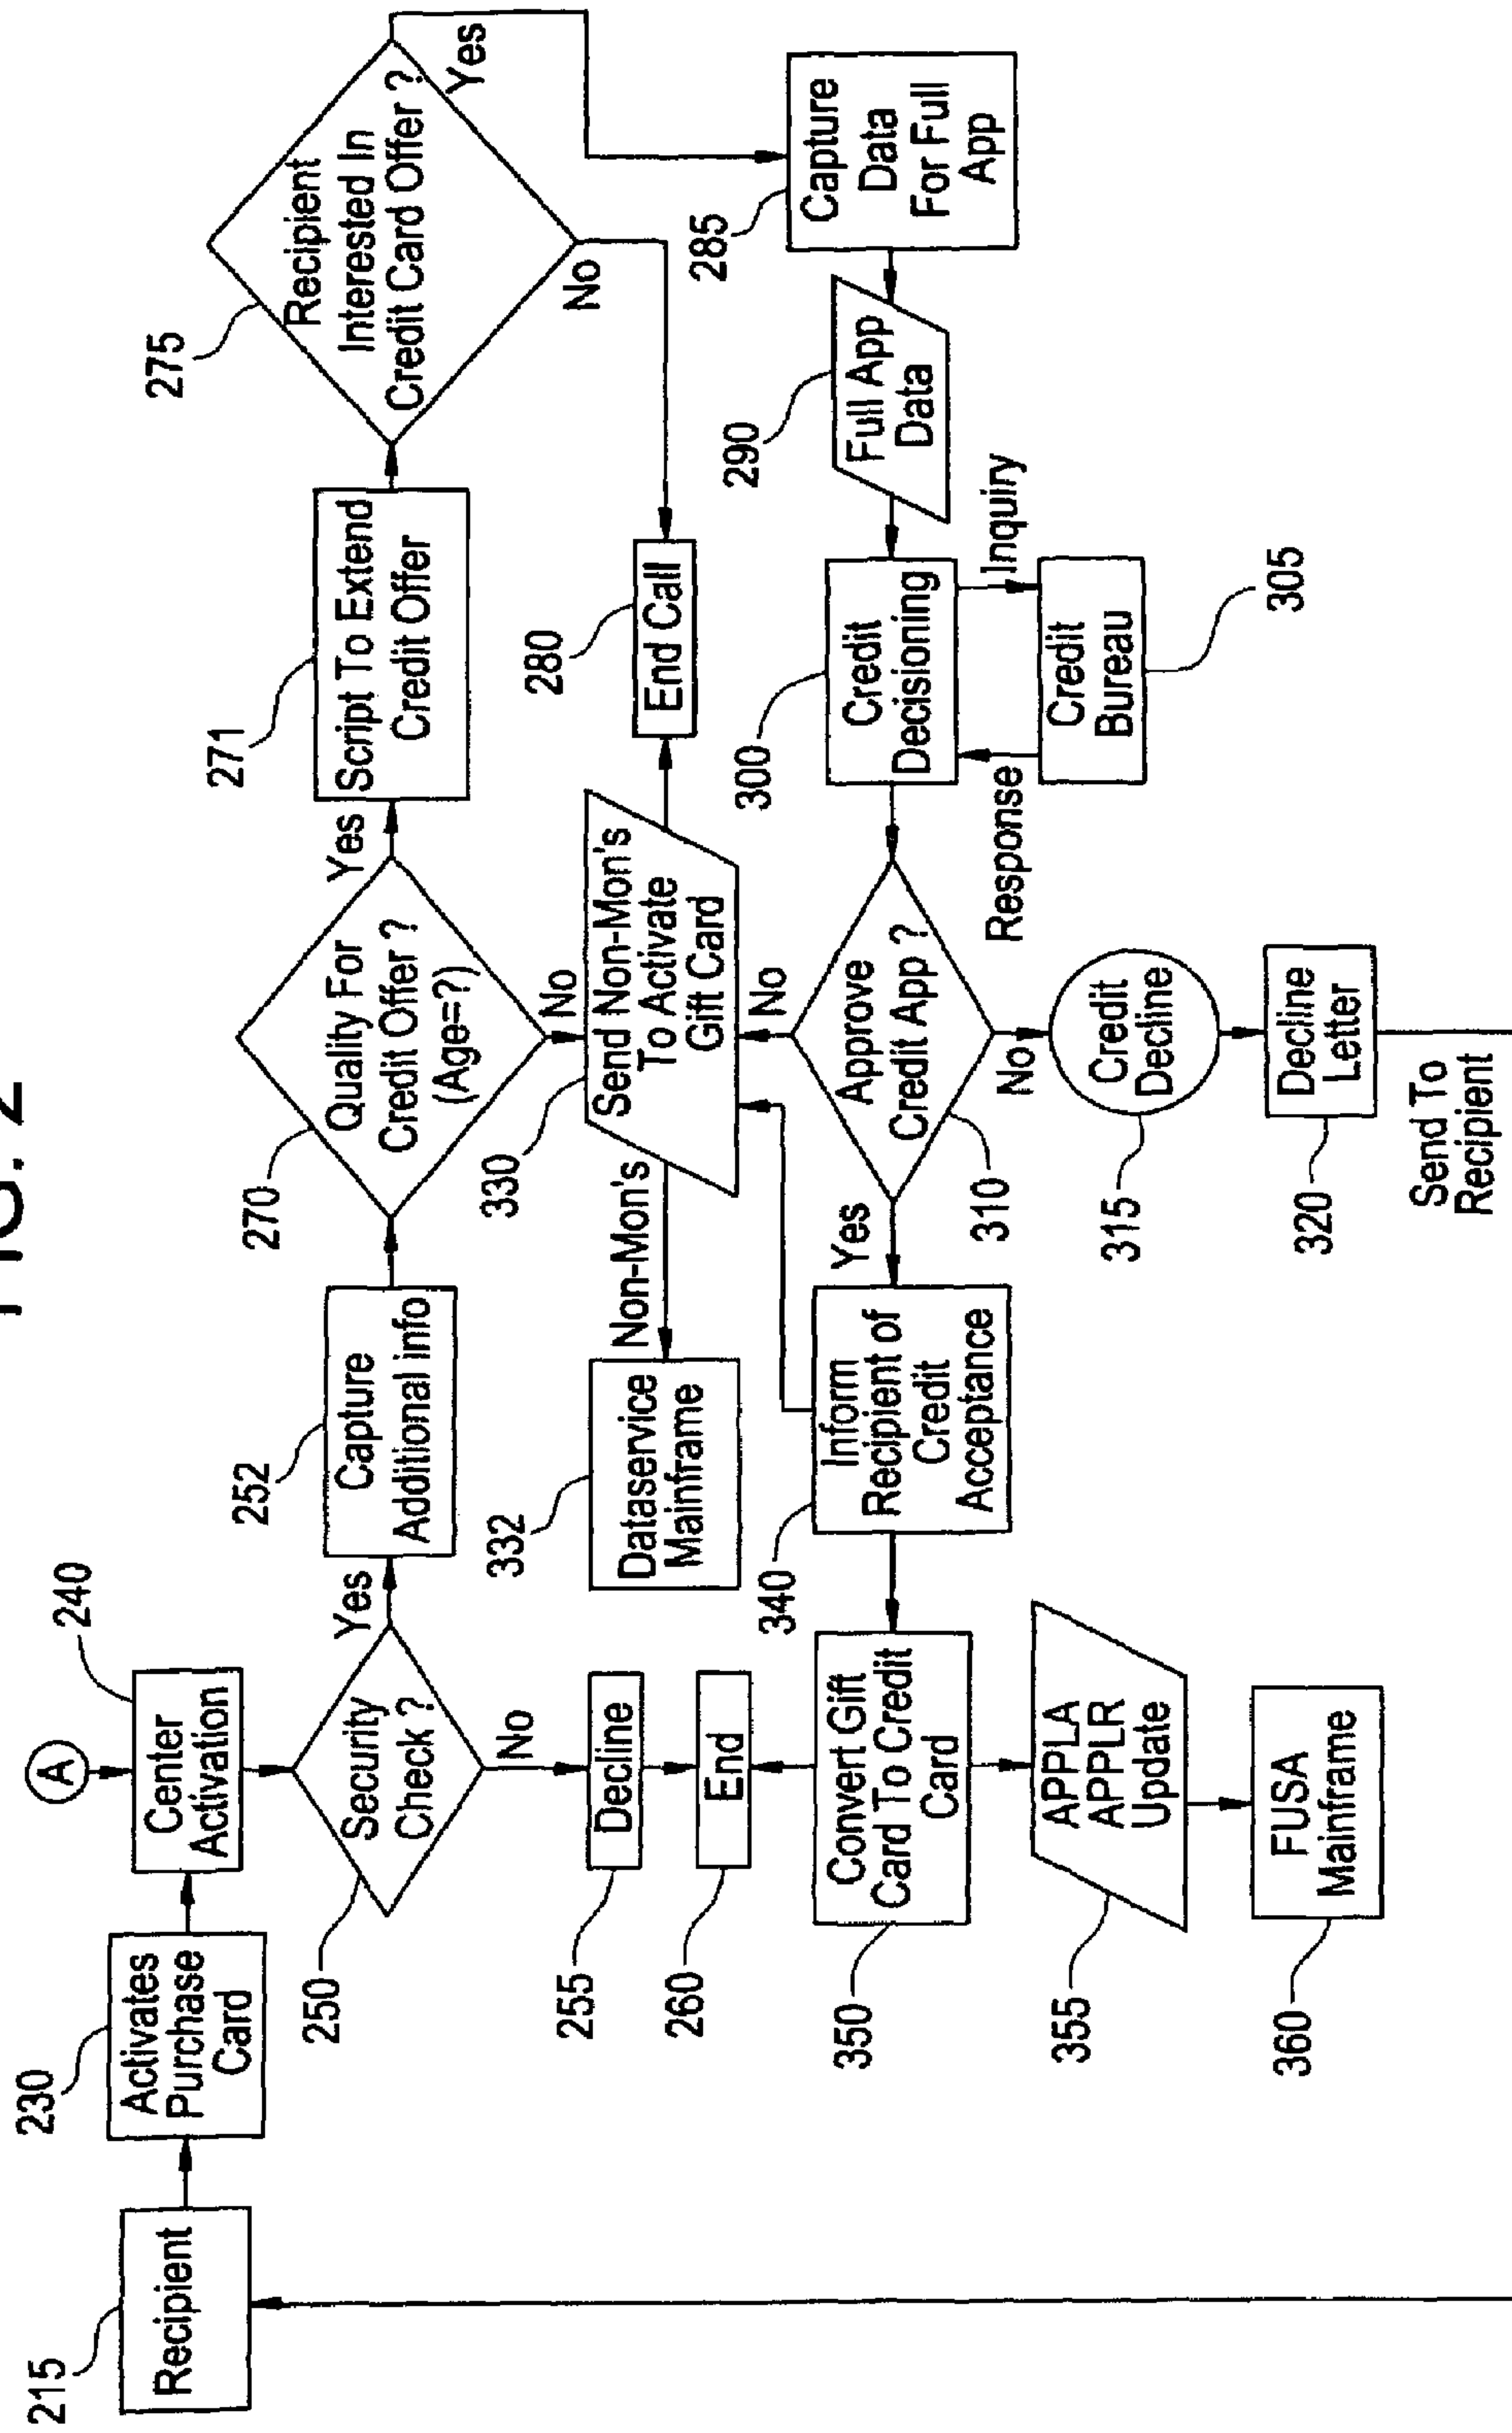 FIG. 2
A
215
Recipient
230
Activates
Purchase
Card
240
Center
Activation
250
Security
Check ?
Yes
No
252
Capture
Additional info
270
Quality For
Credit Offer ?
(Age=?)
Yes
No
271
Script To Extend
Credit Offer
275
Recipient
Interested In
Credit Card Offer ?
Yes
No
255
Decline
260
End
332
Dataservice
Mainframe
Non-Mon's
330
Send Non-Mon's
To Activate
Gift Card
280
End Call
285
Capture
Data
For Full
App
290
Full App
Data
300
Credit
Decisioning
Inquiry
Response
Credit
Bureau
305
310
Approve
Credit App ?
No
Yes
No
340
Inform
Recipient of
Credit
Acceptance
350
Convert Gift
Card To Credit
Card
355
APPLA
APPLR
Update
360
FUSA
Mainframe
315
Credit
Decline
320
Decline
Letter
Send To
Recipient